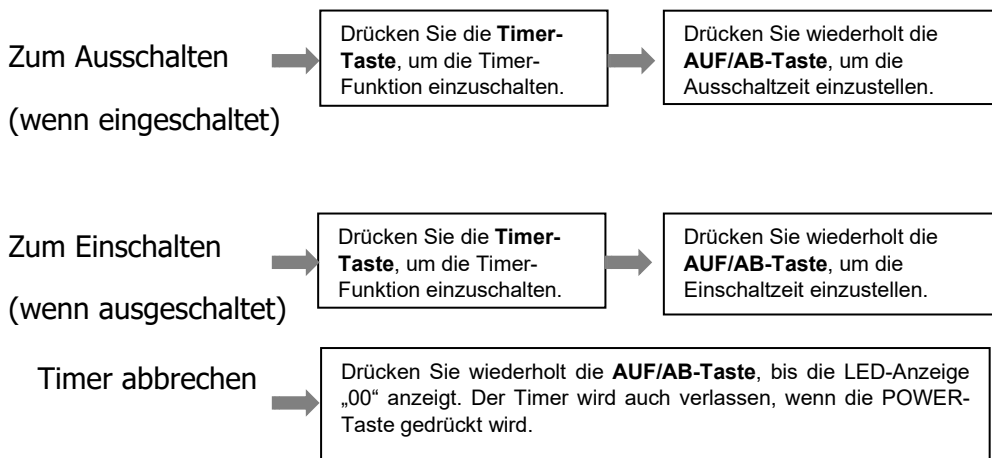 Zum Ausschalten
(wenn eingeschaltet)
Drücken Sie die Timer-
Taste, um die Timer-
Funktion einzuschalten.
Drücken Sie wiederholt die
AUF/AB-Taste, um die
Ausschaltzeit einzustellen.
Zum Einschalten
(wenn ausgeschaltet)
Drücken Sie die Timer-
Taste, um die Timer-
Funktion einzuschalten.
Drücken Sie wiederholt die
AUF/AB-Taste, um die
Einschaltzeit einzustellen.
Timer abbrechen
Drücken Sie wiederholt die AUF/AB-Taste, bis die LED-Anzeige
„00“ anzeigt. Der Timer wird auch verlassen, wenn die POWER-
Taste gedrückt wird.